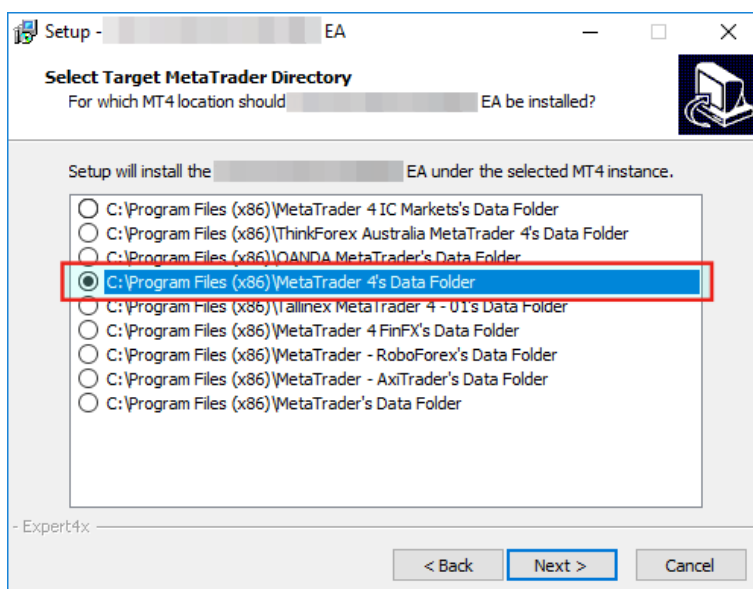 Setup - EA
Select Target MetaTrader Directory
For which MT4 location should EA be installed?
Setup will install the EA under the selected MT4 instance.
C:\Program Files (x86)\MetaTrader 4 IC Markets's Data Folder
C:\Program Files (x86)\ThinkForex Australia MetaTrader 4's Data Folder
C:\Program Files (x86)\OANDA MetaTrader's Data Folder
C:\Program Files (x86)\MetaTrader 4's Data Folder
C:\Program Files (x86)\Tallinex MetaTrader 4 - 01's Data Folder
C:\Program Files (x86)\MetaTrader 4 FinFX's Data Folder
C:\Program Files (x86)\MetaTrader - RoboForex's Data Folder
C:\Program Files (x86)\MetaTrader - AxiTrader's Data Folder
C:\Program Files (x86)\MetaTrader's Data Folder
- Expert4x
< Back Next > Cancel